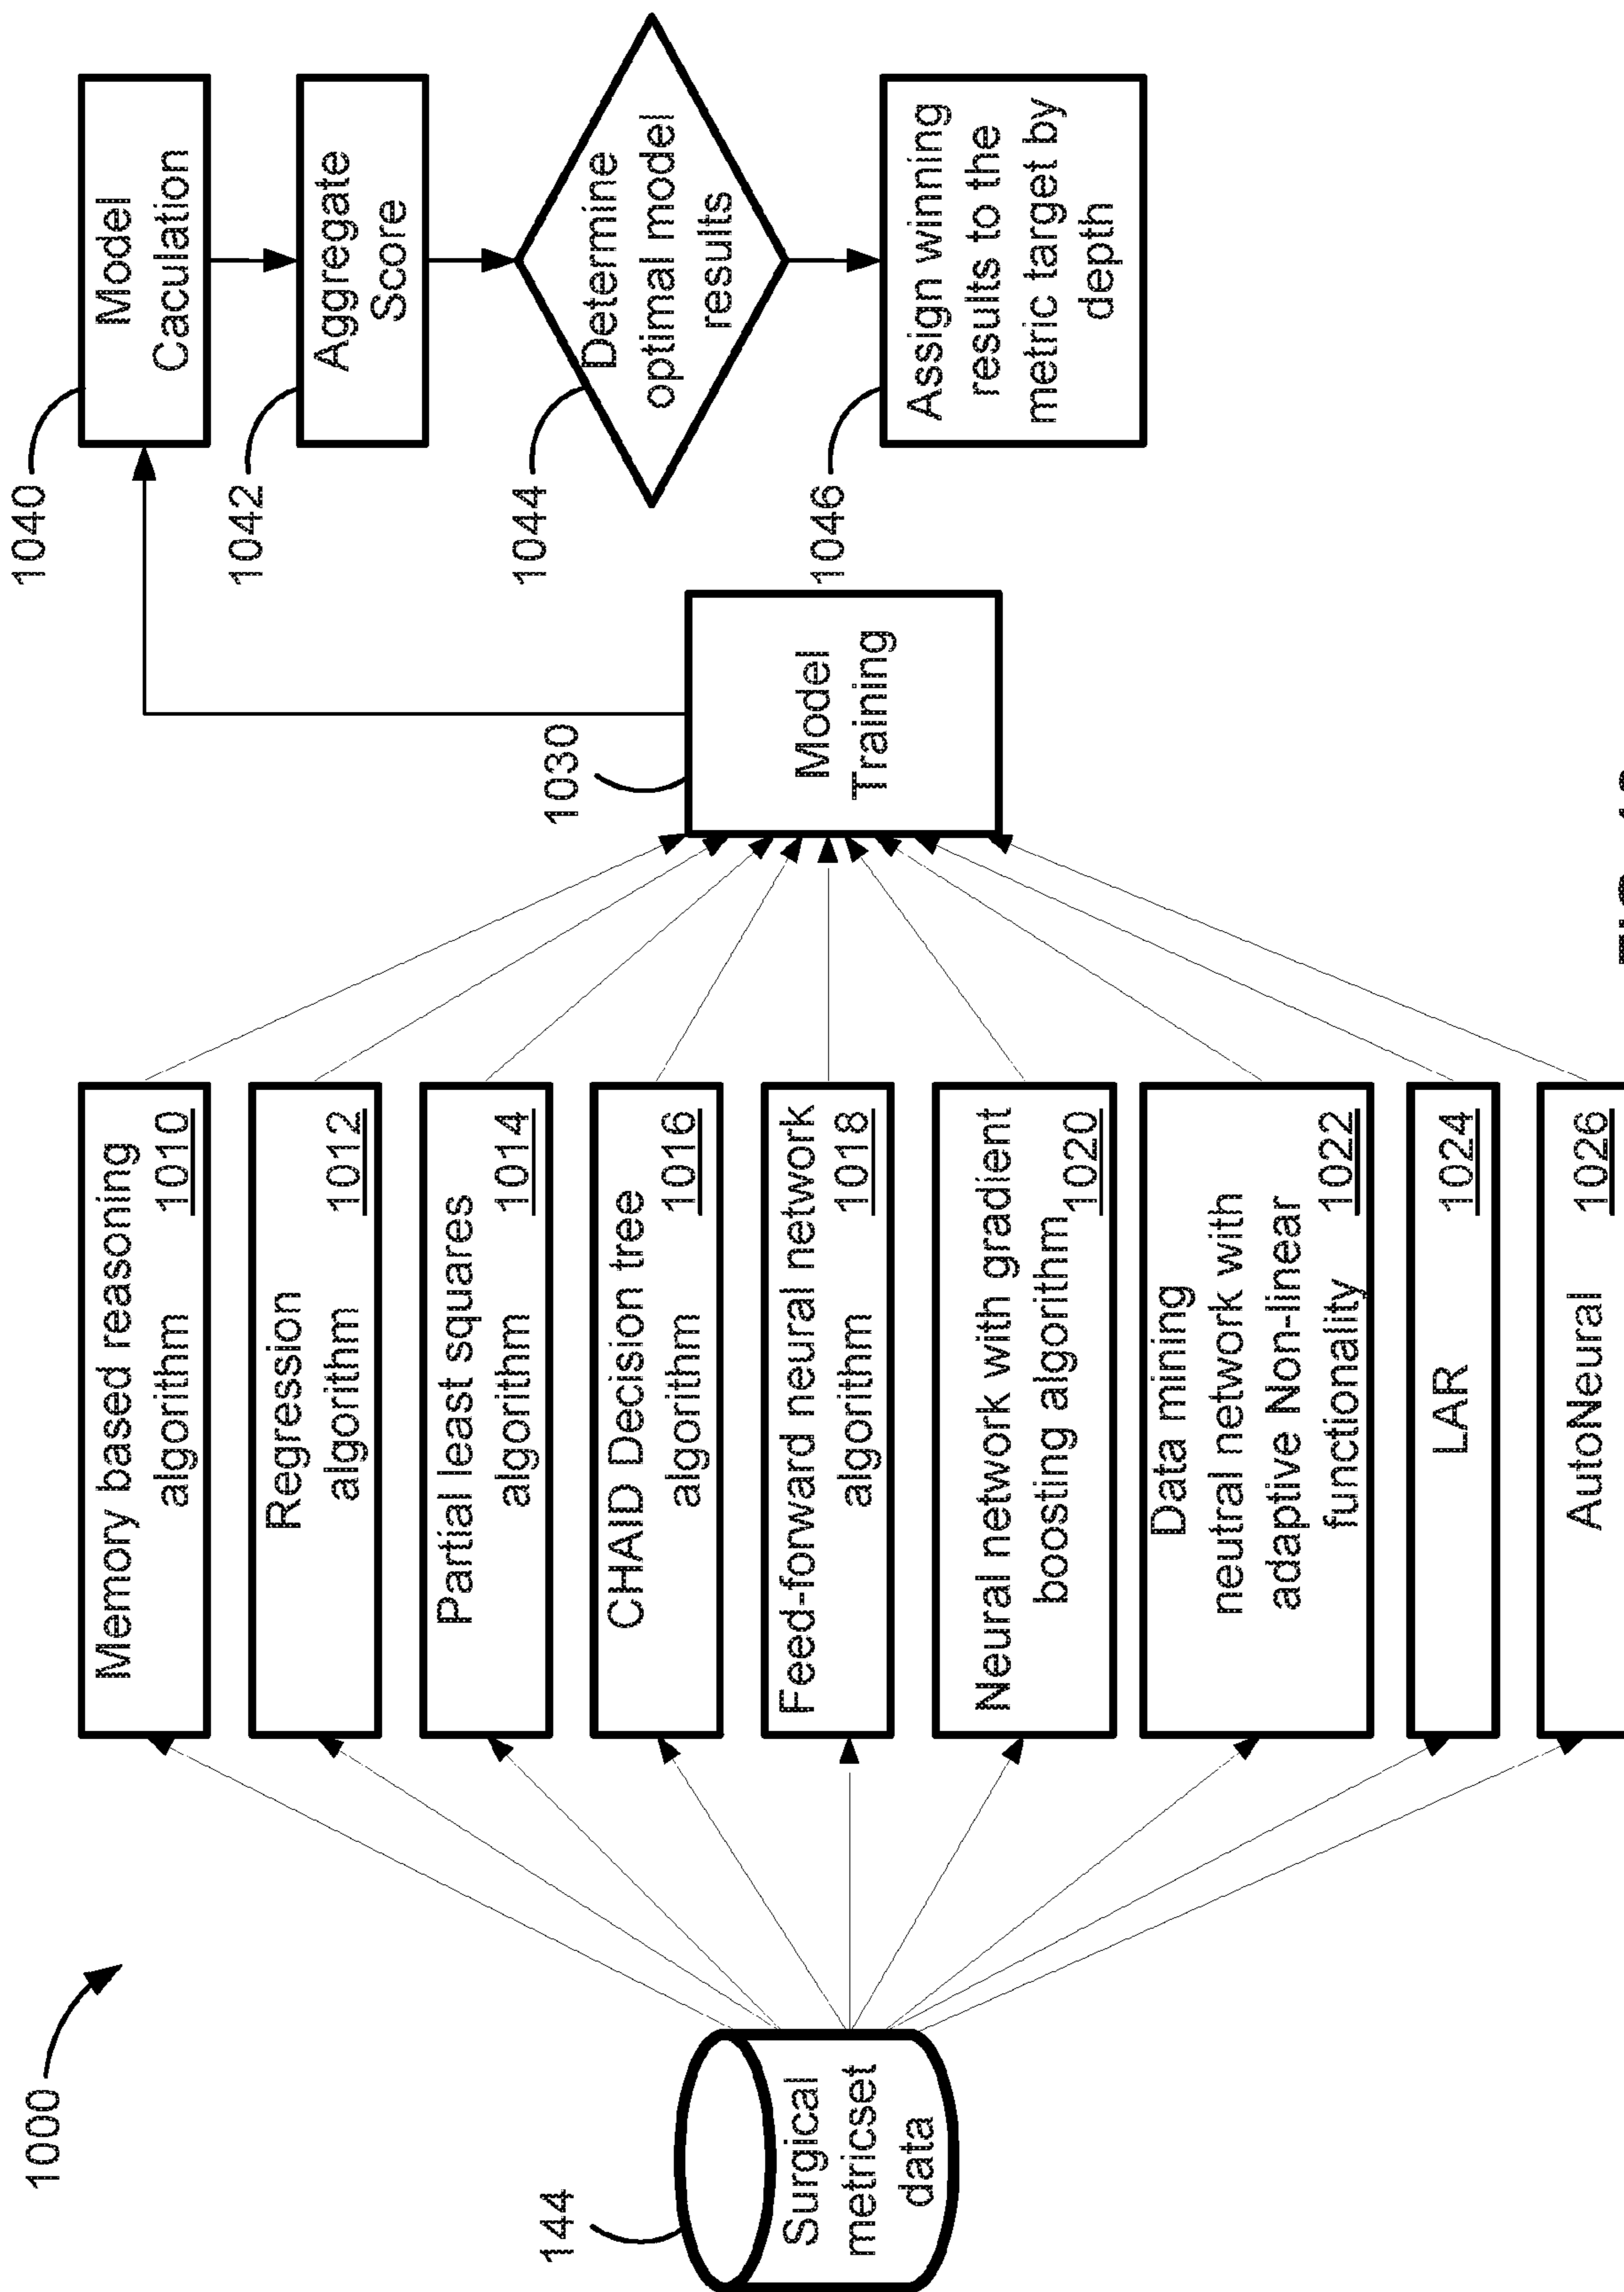 1000
144
Surgical
metricset
data
Memory based reasoning
algorithm 1010
Regression
algorithm 1012
Partial least squares
algorithm 1014
CHAID Decision tree
algorithm 1016
Feed-forward neural network
algorithm 1018
Neural network with gradient
boosting algorithm 1020
Data mining
neutral network with
adaptive Non-linear
functionality 1022
LAR 1024
AutoNeural 1026
1030
Model
Training
1040
Model
Caculation
1042
Aggregate
Score
1044
Determine
optimal model
results
1046
Assign winning
results to the
metric target by
depth